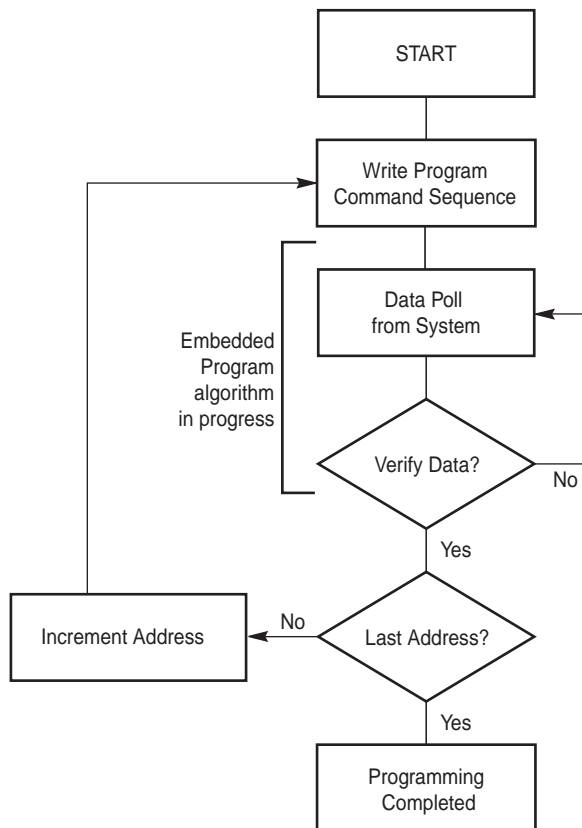 START
Write Program
Command Sequence
Data Poll
from System
Embedded
Program
algorithm
in progress
Verify Data?
No
Yes
Increment Address
No
Last Address?
Yes
Programming
Completed